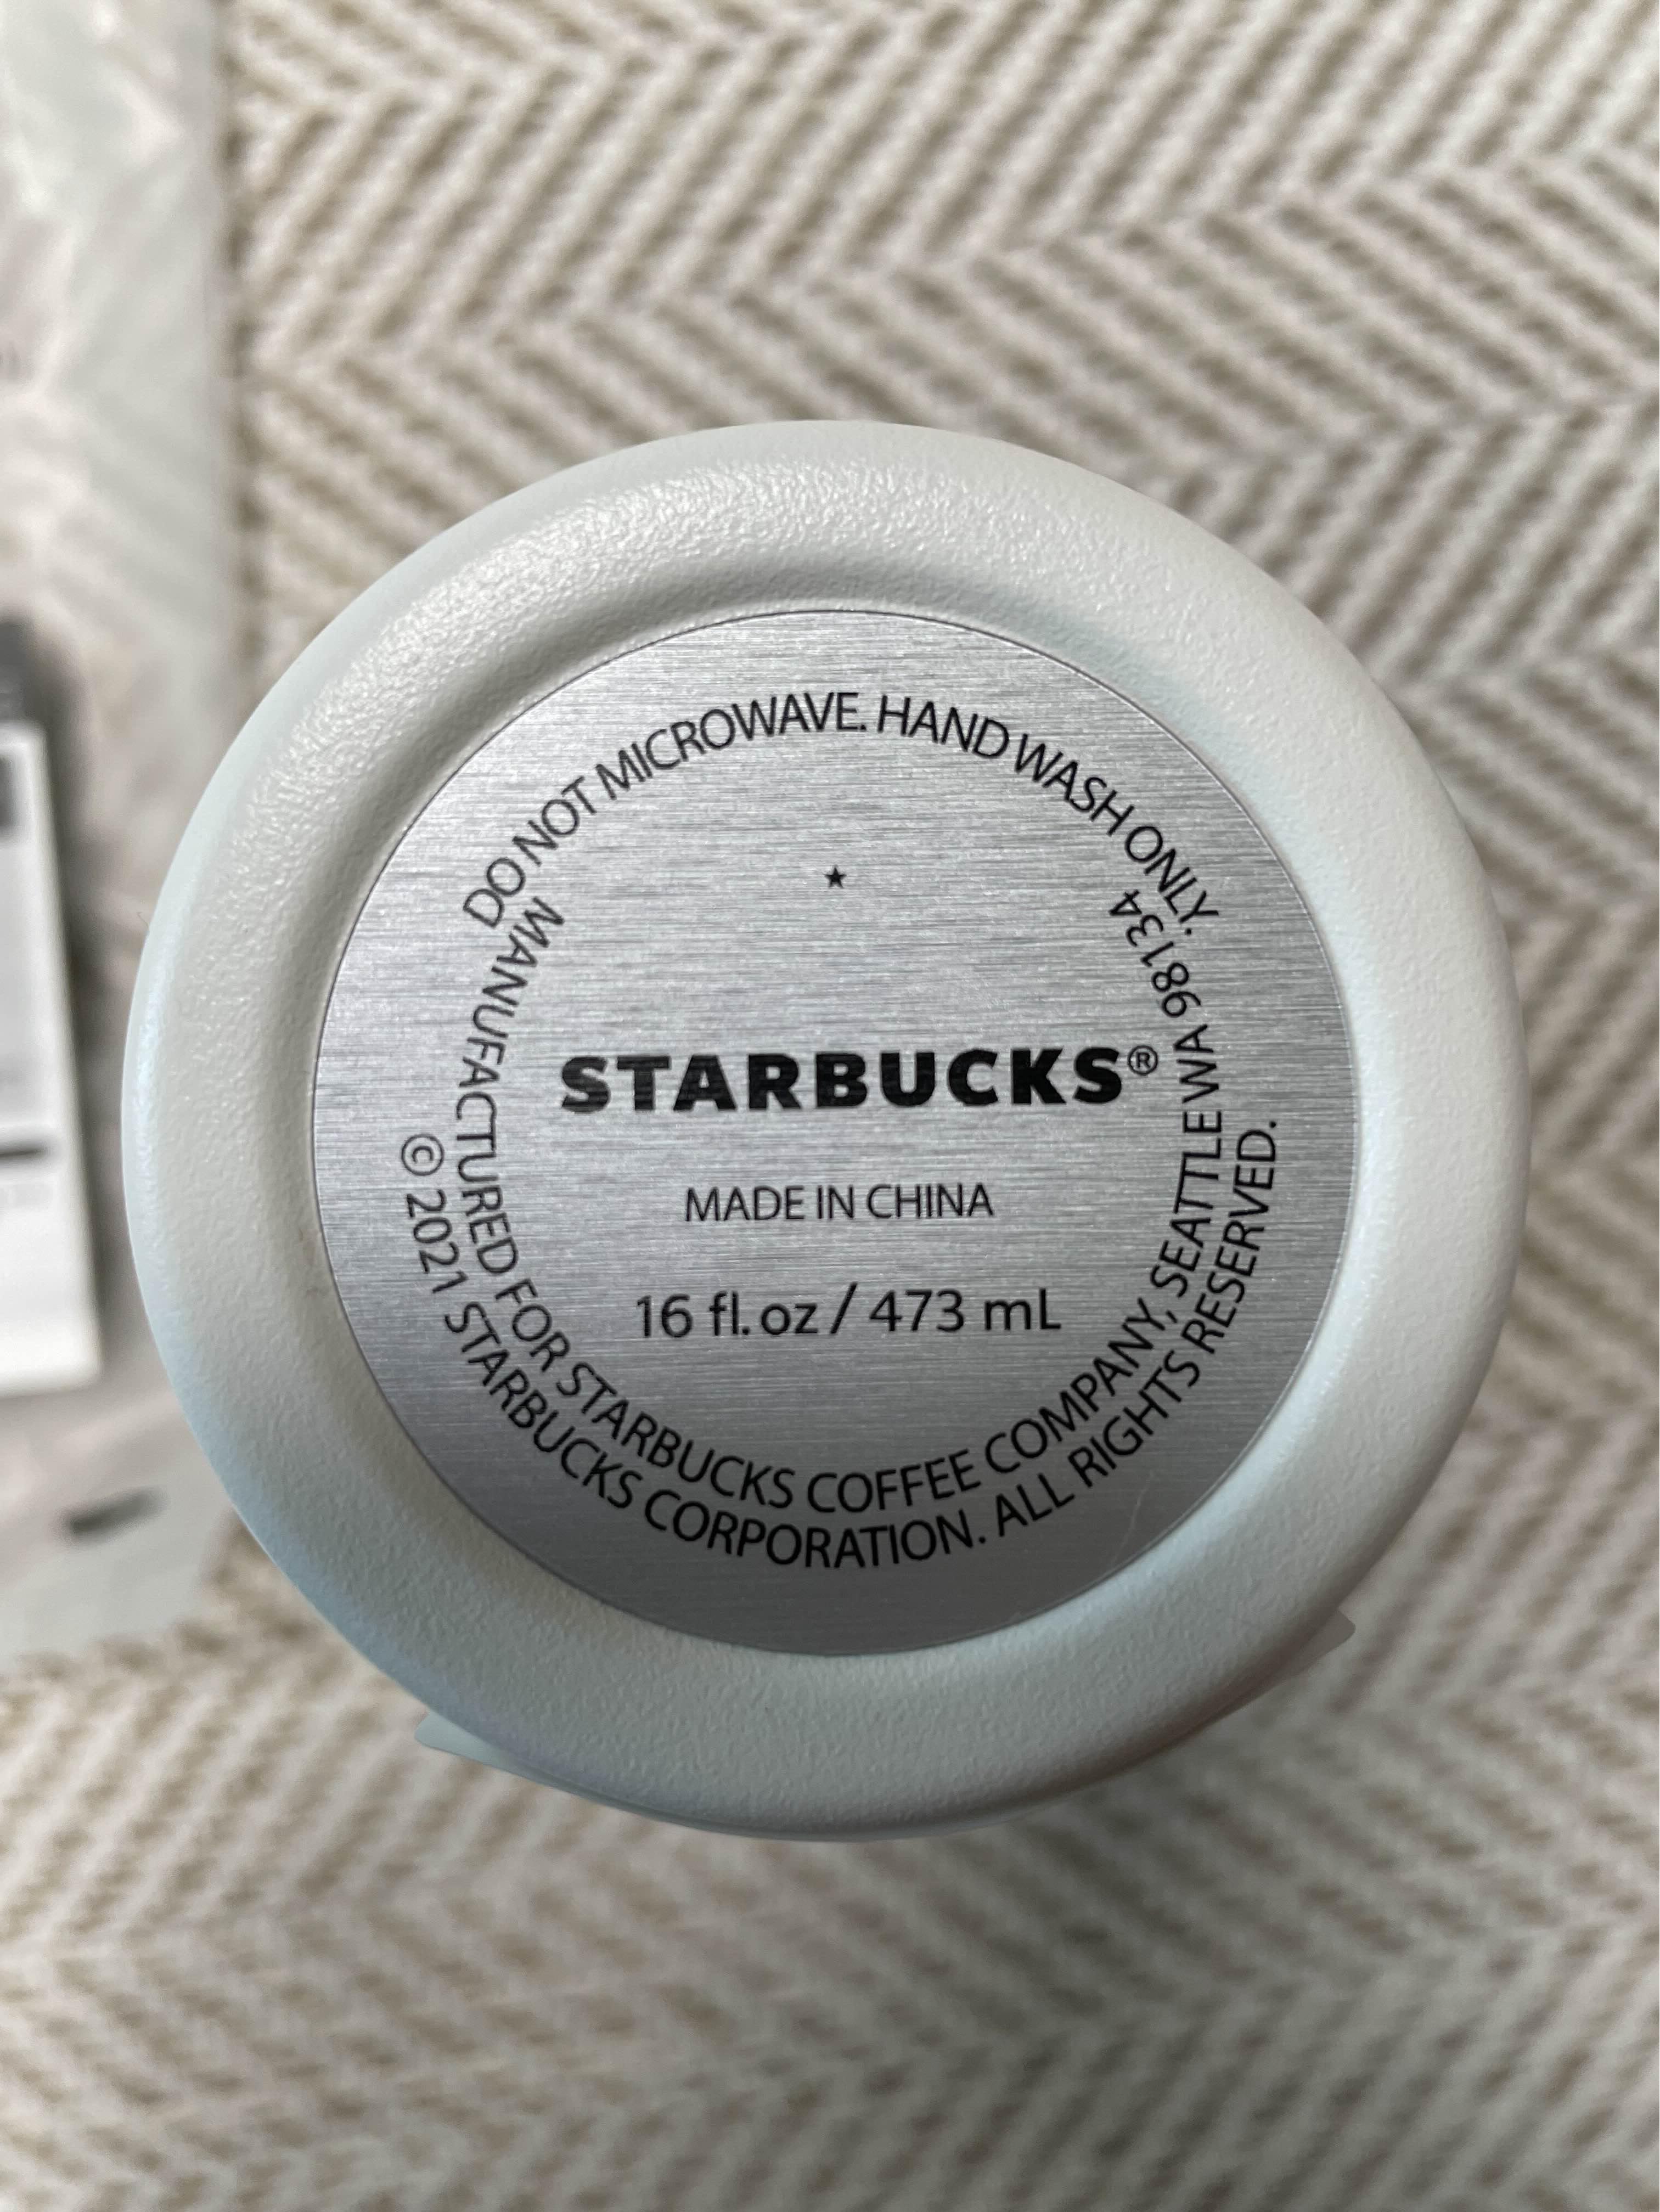 DO NOT MICROWAVE. HAND WASH ONLY.
★
STARBUCKS®
MADE IN CHINA
16 fl. oz / 473 mL
MANUFACTURED FOR STARBUCKS COFFEE COMPANY, SEATTLE WA 98134
© 2021 STARBUCKS CORPORATION. ALL RIGHTS RESERVED.